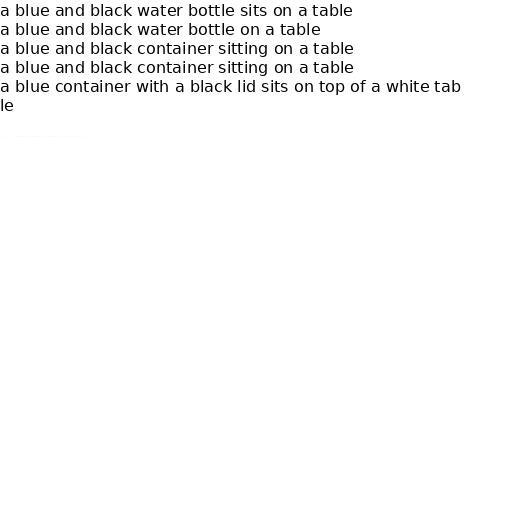 a blue and black water bottle sits on a table
a blue and black water bottle on a table
a blue and black container sitting on a table
a blue and black container sitting on a table
a blue container with a black lid sits on top of a white tab
le